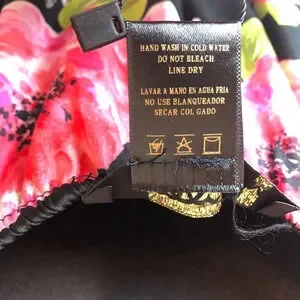 HAND WASH IN COLD WATER
DO NOT BLEACH
LINE DRY
LAVAR A MANO EN AGUA FRIA
NO USE BLANQUEADOR
SECAR COL GADO